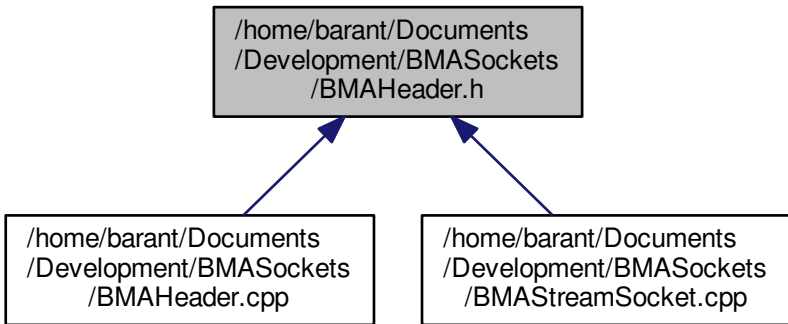 /home/barant/Documents
/Development/BMASockets
/BMAHeader.h
/home/barant/Documents
/Development/BMASockets
/BMAHeader.cpp
/home/barant/Documents
/Development/BMASockets
/BMAStreamSocket.cpp